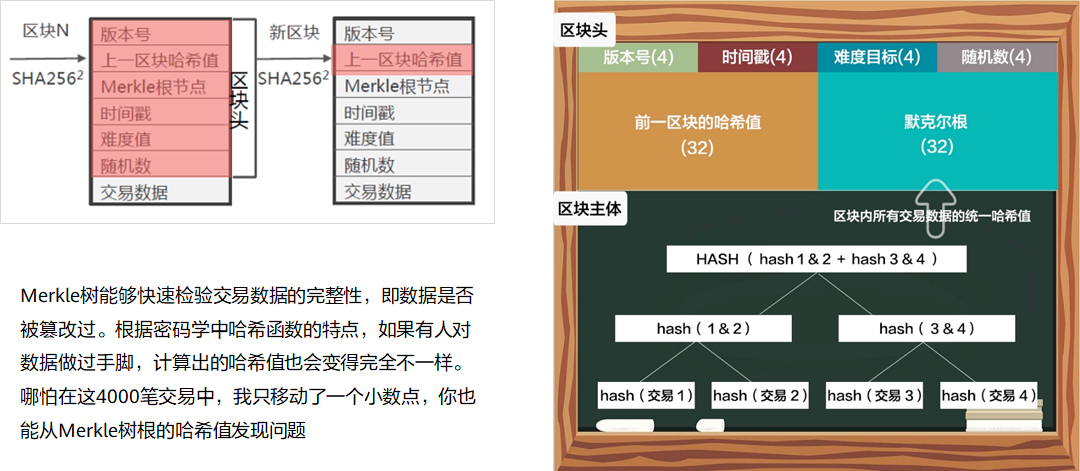 区块N
SHA256²
版本号
上一区块哈希值
Merkle根节点
时间戳
难度值
随机数
交易数据
区块头
新区块
SHA256²
版本号
上一区块哈希值
Merkle根节点
时间戳
难度值
随机数
交易数据
Merkle树能够快速检验交易数据的完整性，即数据是否
被篡改过。根据密码学中哈希函数的特点，如果有人对
数据做过手脚，计算出的哈希值也会变得完全不一样。
哪怕在这4000笔交易中，我只移动了一个小数点，你也
能从Merkle树根的哈希值发现问题
区块头
版本号(4)
时间戳(4)
难度目标(4)
随机数(4)
前一区块的哈希值
(32)
默克尔根
(32)
区块主体
区块内所有交易数据的统一哈希值
HASH（ hash 1 & 2 + hash 3 & 4 ）
hash（ 1 & 2 ）
hash（ 3 & 4 ）
hash（交易 1 ）
hash（交易 2 ）
hash（交易 3 ）
hash（交易 4 ）